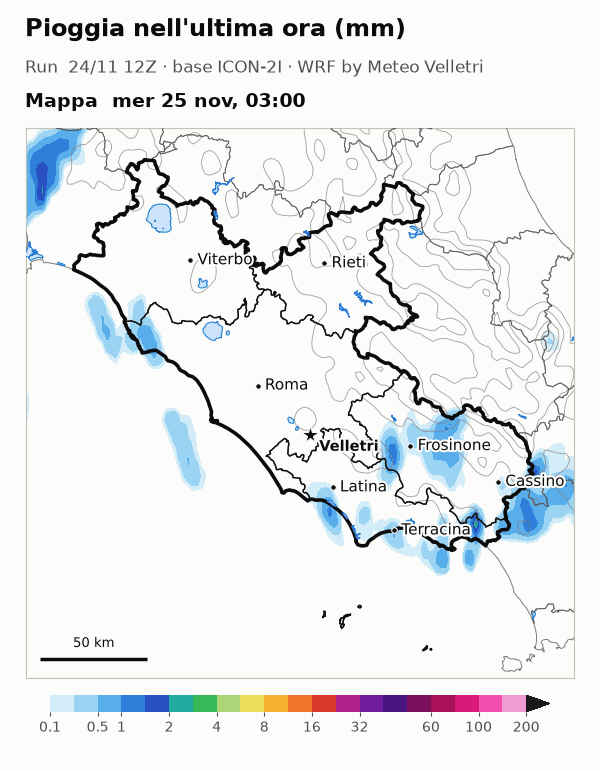 Pioggia nell'ultima ora (mm)
Run  24/11 12Z · base ICON-2I · WRF by Meteo Velletri
Mappa  mer 25 nov, 03:00
Viterbo
Rieti
Roma
Velletri
Frosinone
Cassino
Latina
Terracina
50 km
0.1 0.5 1 2 4 8 16 32 60 100 200